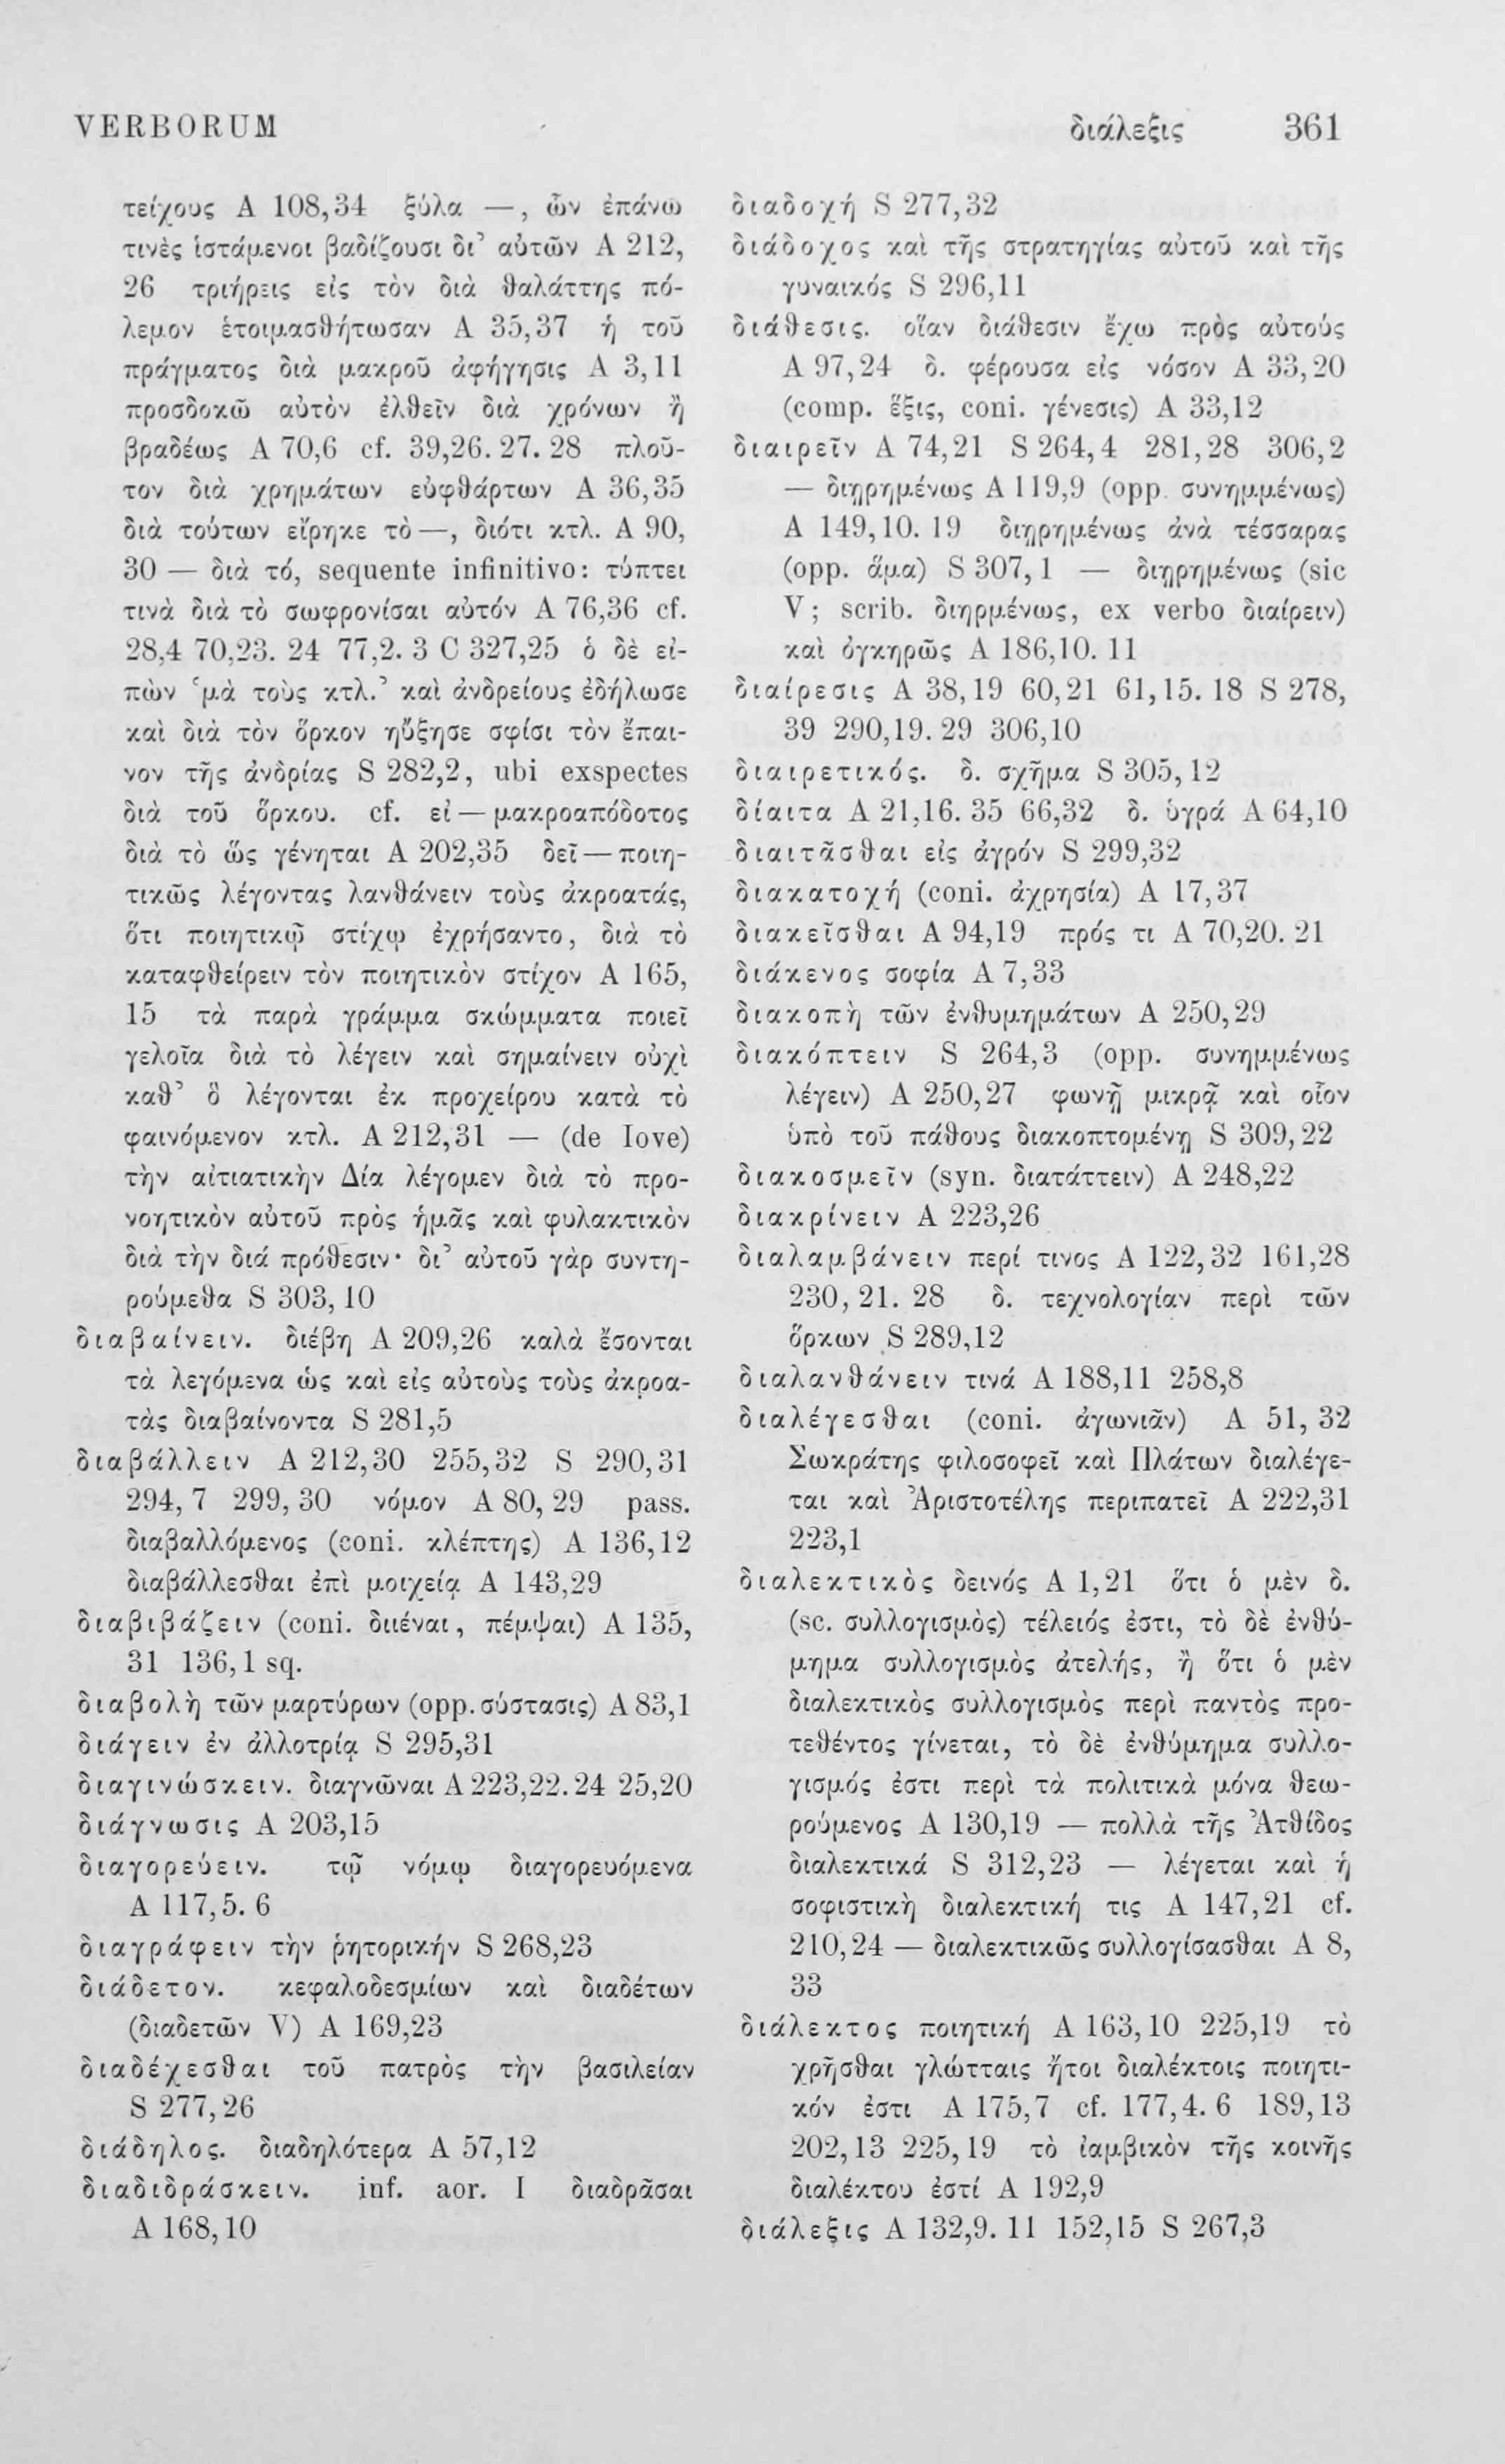 VERBORUM
διάλεξις 361
τείχους A 108,34 ξύλα —, ὧν ἐπάνω
τινὲς ἱστάμενοι βαδίζουσι δι᾽ αὐτῶν A 212,
26 τριήρεις εἰς τὸν διὰ θαλάττης πό-
λεμον ἑτοιμασθήτωσαν A 35,37 ἡ τοῦ
πράγματος διὰ μακροῦ ἀφήγησις A 3,11
προσδοκῶ αὐτὸν ἐλθεῖν διὰ χρόνων ἢ
βραδέως A 70,6 cf. 39,26. 27. 28 πλοῦ-
τον διὰ χρημάτων εὐφθάρτων A 36,35
διὰ τούτων εἴρηκε τὸ —, διότι κτλ. A 90,
30 — διὰ τό, sequente infinitivo: τύπτει
τινὰ διὰ τὸ σωφρονίσαι αὐτόν A 76,36 cf.
28,4 70,23. 24 77,2. 3 C 327,25 ὁ δὲ εἰ-
πὼν ‘μὰ τοὺς κτλ.’ καὶ ἀνδρείους ἐδήλωσε
καὶ διὰ τὸν ὅρκον ηὔξησε σφίσι τὸν ἔπαι-
νον τῆς ἀνδρίας S 282,2, ubi exspectes
διὰ τοῦ ὅρκου. cf. εἰ — μακροαπόδοτος
διὰ τὸ ὥς γένηται A 202,35 δεῖ — ποιη-
τικῶς λέγοντας λανθάνειν τοὺς ἀκροατάς,
ὅτι ποιητικῷ στίχῳ ἐχρήσαντο, διὰ τὸ
καταφθείρειν τὸν ποιητικὸν στίχον A 165,
15 τὰ παρὰ γράμμα σκώμματα ποιεῖ
γελοῖα διὰ τὸ λέγειν καὶ σημαίνειν οὐχὶ
καθ᾽ ὃ λέγονται ἐκ προχείρου κατὰ τὸ
φαινόμενον κτλ. A 212,31 — (de Iove)
τὴν αἰτιατικὴν Δία λέγομεν διὰ τὸ προ-
νοητικὸν αὐτοῦ πρὸς ἡμᾶς καὶ φυλακτικὸν
διὰ τὴν διά πρόθεσιν· δι᾽ αὐτοῦ γὰρ συντη-
ρούμεθα S 303,10
διαβαίνειν. διέβη A 209,26 καλὰ ἔσονται
τὰ λεγόμενα ὡς καὶ εἰς αὐτοὺς τοὺς ἀκροα-
τὰς διαβαίνοντα S 281,5
διαβάλλειν A 212,30 255,32 S 290,31
294,7 299,30 νόμον A 80,29 pass.
διαβαλλόμενος (coni. κλέπτης) A 136,12
διαβάλλεσθαι ἐπὶ μοιχείᾳ A 143,29
διαβιβάζειν (coni. διιέναι, πέμψαι) A 135,
31 136,1 sq.
διαβολὴ τῶν μαρτύρων (opp. σύστασις) A 83,1
διάγειν ἐν ἀλλοτρίᾳ S 295,31
διαγινώσκειν. διαγνῶναι A 223,22. 24 25,20
διάγνωσις A 203,15
διαγορεύειν. τῷ νόμῳ διαγορευόμενα
A 117,5. 6
διαγράφειν τὴν ῥητορικήν S 268,23
διάδετον. κεφαλοδεσμίων καὶ διαδέτων
(διαδετῶν V) A 169,23
διαδέχεσθαι τοῦ πατρὸς τὴν βασιλείαν
S 277,26
διάδηλος. διαδηλότερα A 57,12
διαδιδράσκειν. inf. aor. I διαδρᾶσαι
A 168,10
διαδοχή S 277,32
διάδοχος καὶ τῆς στρατηγίας αὐτοῦ καὶ τῆς
γυναικός S 296,11
διάθεσις. οἵαν διάθεσιν ἔχω πρὸς αὐτούς
A 97,24 δ. φέρουσα εἰς νόσον A 33,20
(comp. ἕξις, coni. γένεσις) A 33,12
διαιρεῖν A 74,21 S 264,4 281,28 306,2
— διῃρημένως A 119,9 (opp. συνημμένως)
A 149,10. 19 διῃρημένως ἀνὰ τέσσαρας
(opp. ἅμα) S 307,1 — διῃρημένως (sic
V; scrib. διηρμένως, ex verbo διαίρειν)
καὶ ὀγκηρῶς A 186,10. 11
διαίρεσις A 38,19 60,21 61,15. 18 S 278,
39 290,19. 29 306,10
διαιρετικός. δ. σχῆμα S 305,12
δίαιτα A 21,16. 35 66,32 δ. ὑγρά A 64,10
διαιτᾶσθαι εἰς ἀγρόν S 299,32
διακατοχή (coni. ἀχρησία) A 17,37
διακεῖσθαι A 94,19 πρός τι A 70,20. 21
διάκενος σοφία A 7,33
διακοπὴ τῶν ἐνθυμημάτων A 250,29
διακόπτειν S 264,3 (opp. συνημμένως
λέγειν) A 250,27 φωνῇ μικρᾷ καὶ οἷον
ὑπὸ τοῦ πάθους διακοπτομένῃ S 309,22
διακοσμεῖν (syn. διατάττειν) A 248,22
διακρίνειν A 223,26
διαλαμβάνειν περί τινος A 122,32 161,28
230,21. 28 δ. τεχνολογίαν περὶ τῶν
ὅρκων S 289,12
διαλανθάνειν τινά A 188,11 258,8
διαλέγεσθαι (coni. ἀγωνιᾶν) A 51,32
Σωκράτης φιλοσοφεῖ καὶ Πλάτων διαλέγε-
ται καὶ Ἀριστοτέλης περιπατεῖ A 222,31
223,1
διαλεκτικὸς δεινός A 1,21 ὅτι ὁ μὲν δ.
(sc. συλλογισμὸς) τέλειός ἐστι, τὸ δὲ ἐνθύ-
μημα συλλογισμὸς ἀτελής, ἢ ὅτι ὁ μὲν
διαλεκτικὸς συλλογισμὸς περὶ παντὸς προ-
τεθέντος γίνεται, τὸ δὲ ἐνθύμημα συλλο-
γισμός ἐστι περὶ τὰ πολιτικὰ μόνα θεω-
ρούμενος A 130,19 — πολλὰ τῆς Ἀτθίδος
διαλεκτικά S 312,23 — λέγεται καὶ ἡ
σοφιστικὴ διαλεκτική τις A 147,21 cf.
210,24 — διαλεκτικῶς συλλογίσασθαι A 8,
33
διάλεκτος ποιητική A 163,10 225,19 τὸ
χρῆσθαι γλώτταις ἤτοι διαλέκτοις ποιητι-
κόν ἐστι A 175,7 cf. 177,4. 6 189,13
202,13 225,19 τὸ ἰαμβικὸν τῆς κοινῆς
διαλέκτου ἐστί A 192,9
διάλεξις A 132,9. 11 152,15 S 267,3